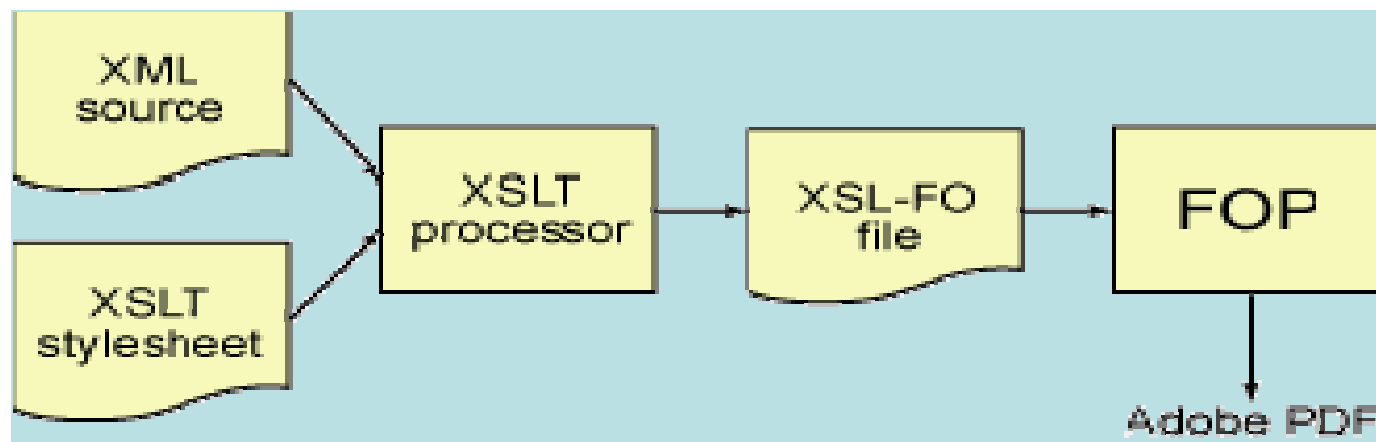 XML
source
XSLT
stylesheet
XSLT
processor
XSL-FO
file
FOP
Adobe PDF